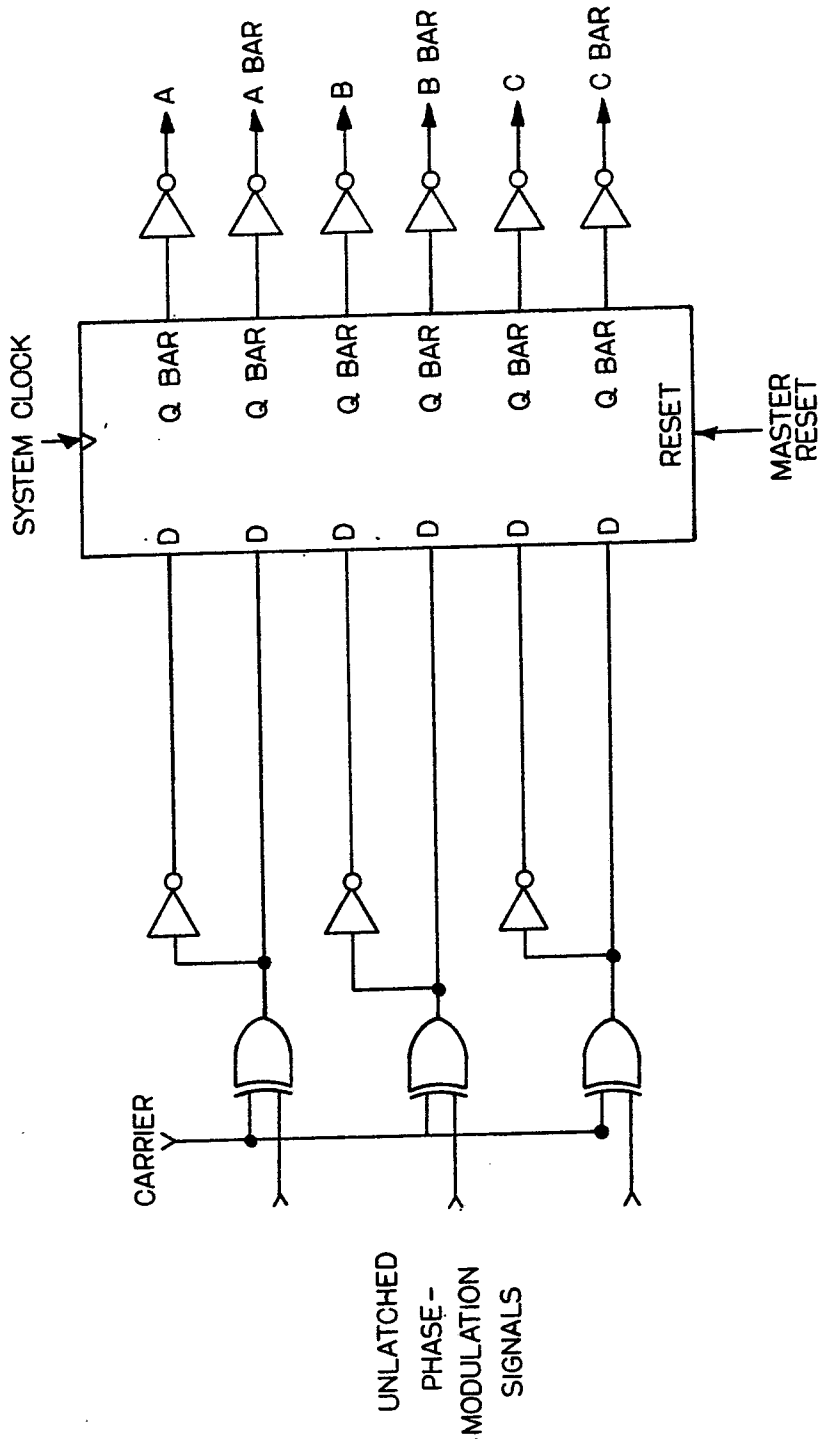 UNLATCHED
PHASE-
MODULATION
SIGNALS
CARRIER
SYSTEM CLOCK
D
D
D
D
D
D
Q BAR
Q BAR
Q BAR
Q BAR
Q BAR
Q BAR
RESET
MASTER
RESET
A
A BAR
B
B BAR
C
C BAR